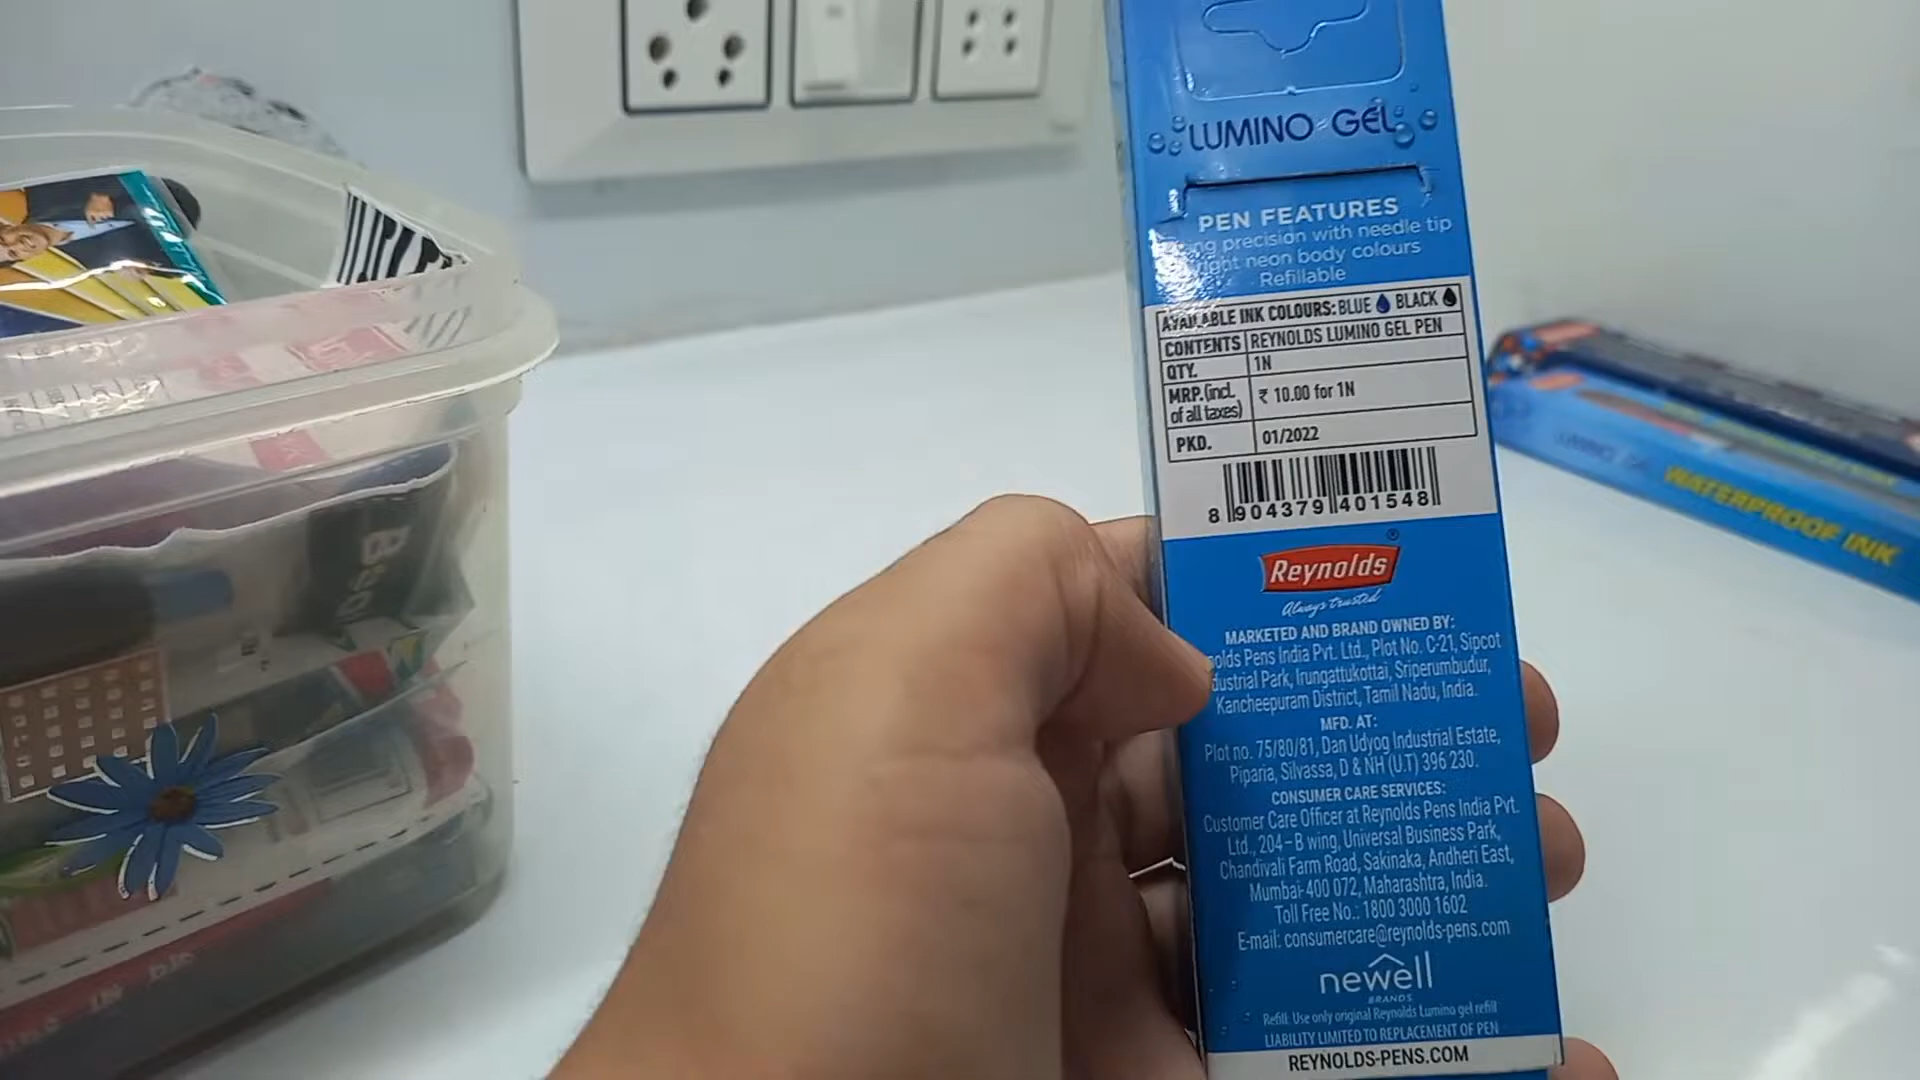 LUMINO GEL
PEN FEATURES
precision with needle tip
neon body colours
Refillable
AVAILABLE INK COLOURS: BLUE BLACK
CONTENTS REYNOLDS LUMINO GEL PEN
QTY. 1N
MRP. (incl. of all taxes) ₹ 10.00 for 1N
PKD. 01/2022
8 904379 401548
Reynolds
®
Always trusted
MARKETED AND BRAND OWNED BY:
Pens India Pvt. Ltd., Plot No. C-21, Sipcot
Park, Irungattukottai, Sriperumbudur,
Kancheepuram District, Tamil Nadu, India.
MFD. AT:
Plot no. 75/80/81, Dan Udyog Industrial Estate,
Piparia, Silvassa, D & NH (U.T) 396 230.
CONSUMER CARE SERVICES:
Customer Care Officer at Reynolds Pens India Pvt.
Ltd., 204-B wing, Universal Business Park,
Chandivali Farm Road, Sakinaka, Andheri East,
Mumbai-400 072, Maharashtra, India.
Toll Free No.: 1800 3000 1602
E-mail: consumercare@reynolds-pens.com
newell
BRANDS
Refill: Use only original Reynolds Lumino gel refill
LIABILITY LIMITED TO REPLACEMENT OF PEN
REYNOLDS-PENS.COM
WATERPROOF INK